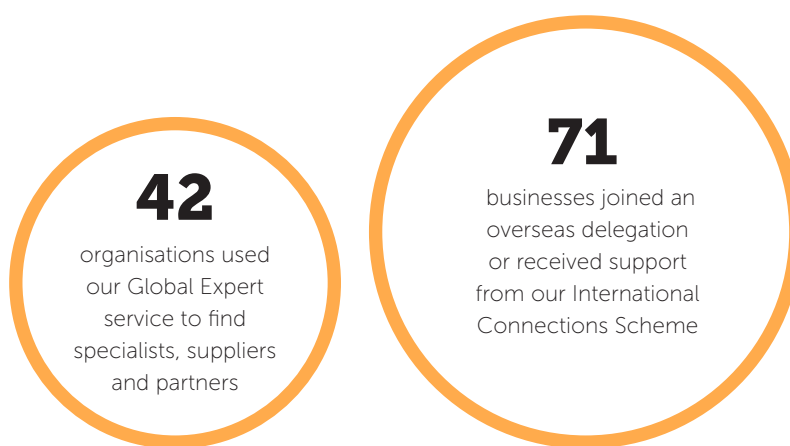 42
organisations used
our Global Expert
service to find
specialists, suppliers
and partners
71
businesses joined an
overseas delegation
or received support
from our International
Connections Scheme